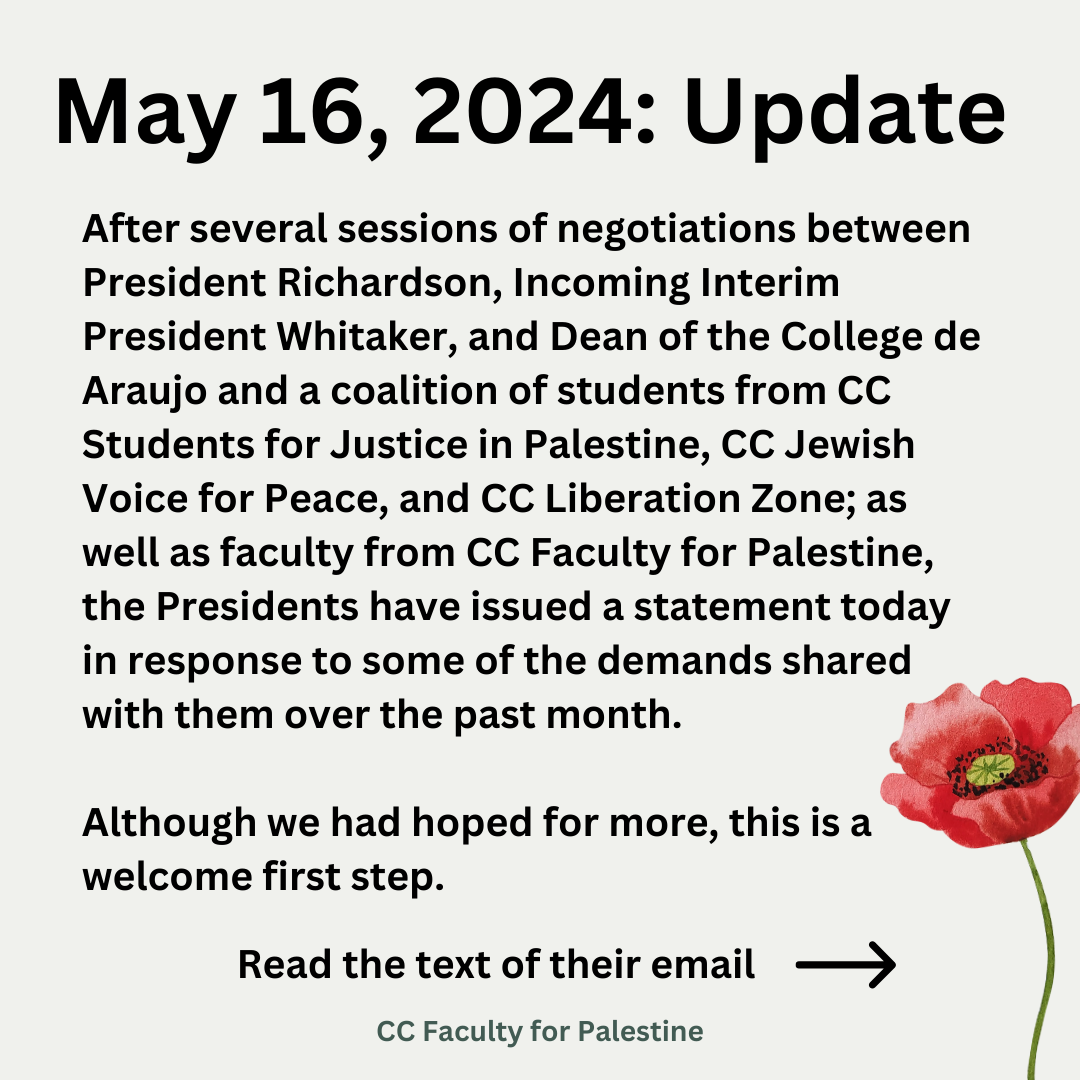 May 16, 2024: Update
After several sessions of negotiations between
President Richardson, Incoming Interim
President Whitaker, and Dean of the College de
Araujo and a coalition of students from CC
Students for Justice in Palestine, CC Jewish
Voice for Peace, and CC Liberation Zone; as
well as faculty from CC Faculty for Palestine,
the Presidents have issued a statement today
in response to some of the demands shared
with them over the past month.
Although we had hoped for more, this is a
welcome first step.
Read the text of their email
CC Faculty for Palestine